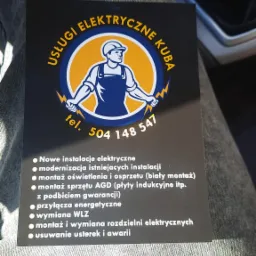 USŁUGI ELEKTRYCZNE KUBA
tel. 504 148 547
• Nowe instalacje elektryczne
• modernizacja istniejących instalacji
• montaż oświetlenia i osprzetu (biały montaż)
• montaż sprzętu AGD (płyty indukcyjne itp.
z podbiciem gwarancji)
• przyłącza energetyczne
• wymiana WLZ
• montaż i wymiana rozdzielni elektrycznych
• usuwanie usterek i awarii